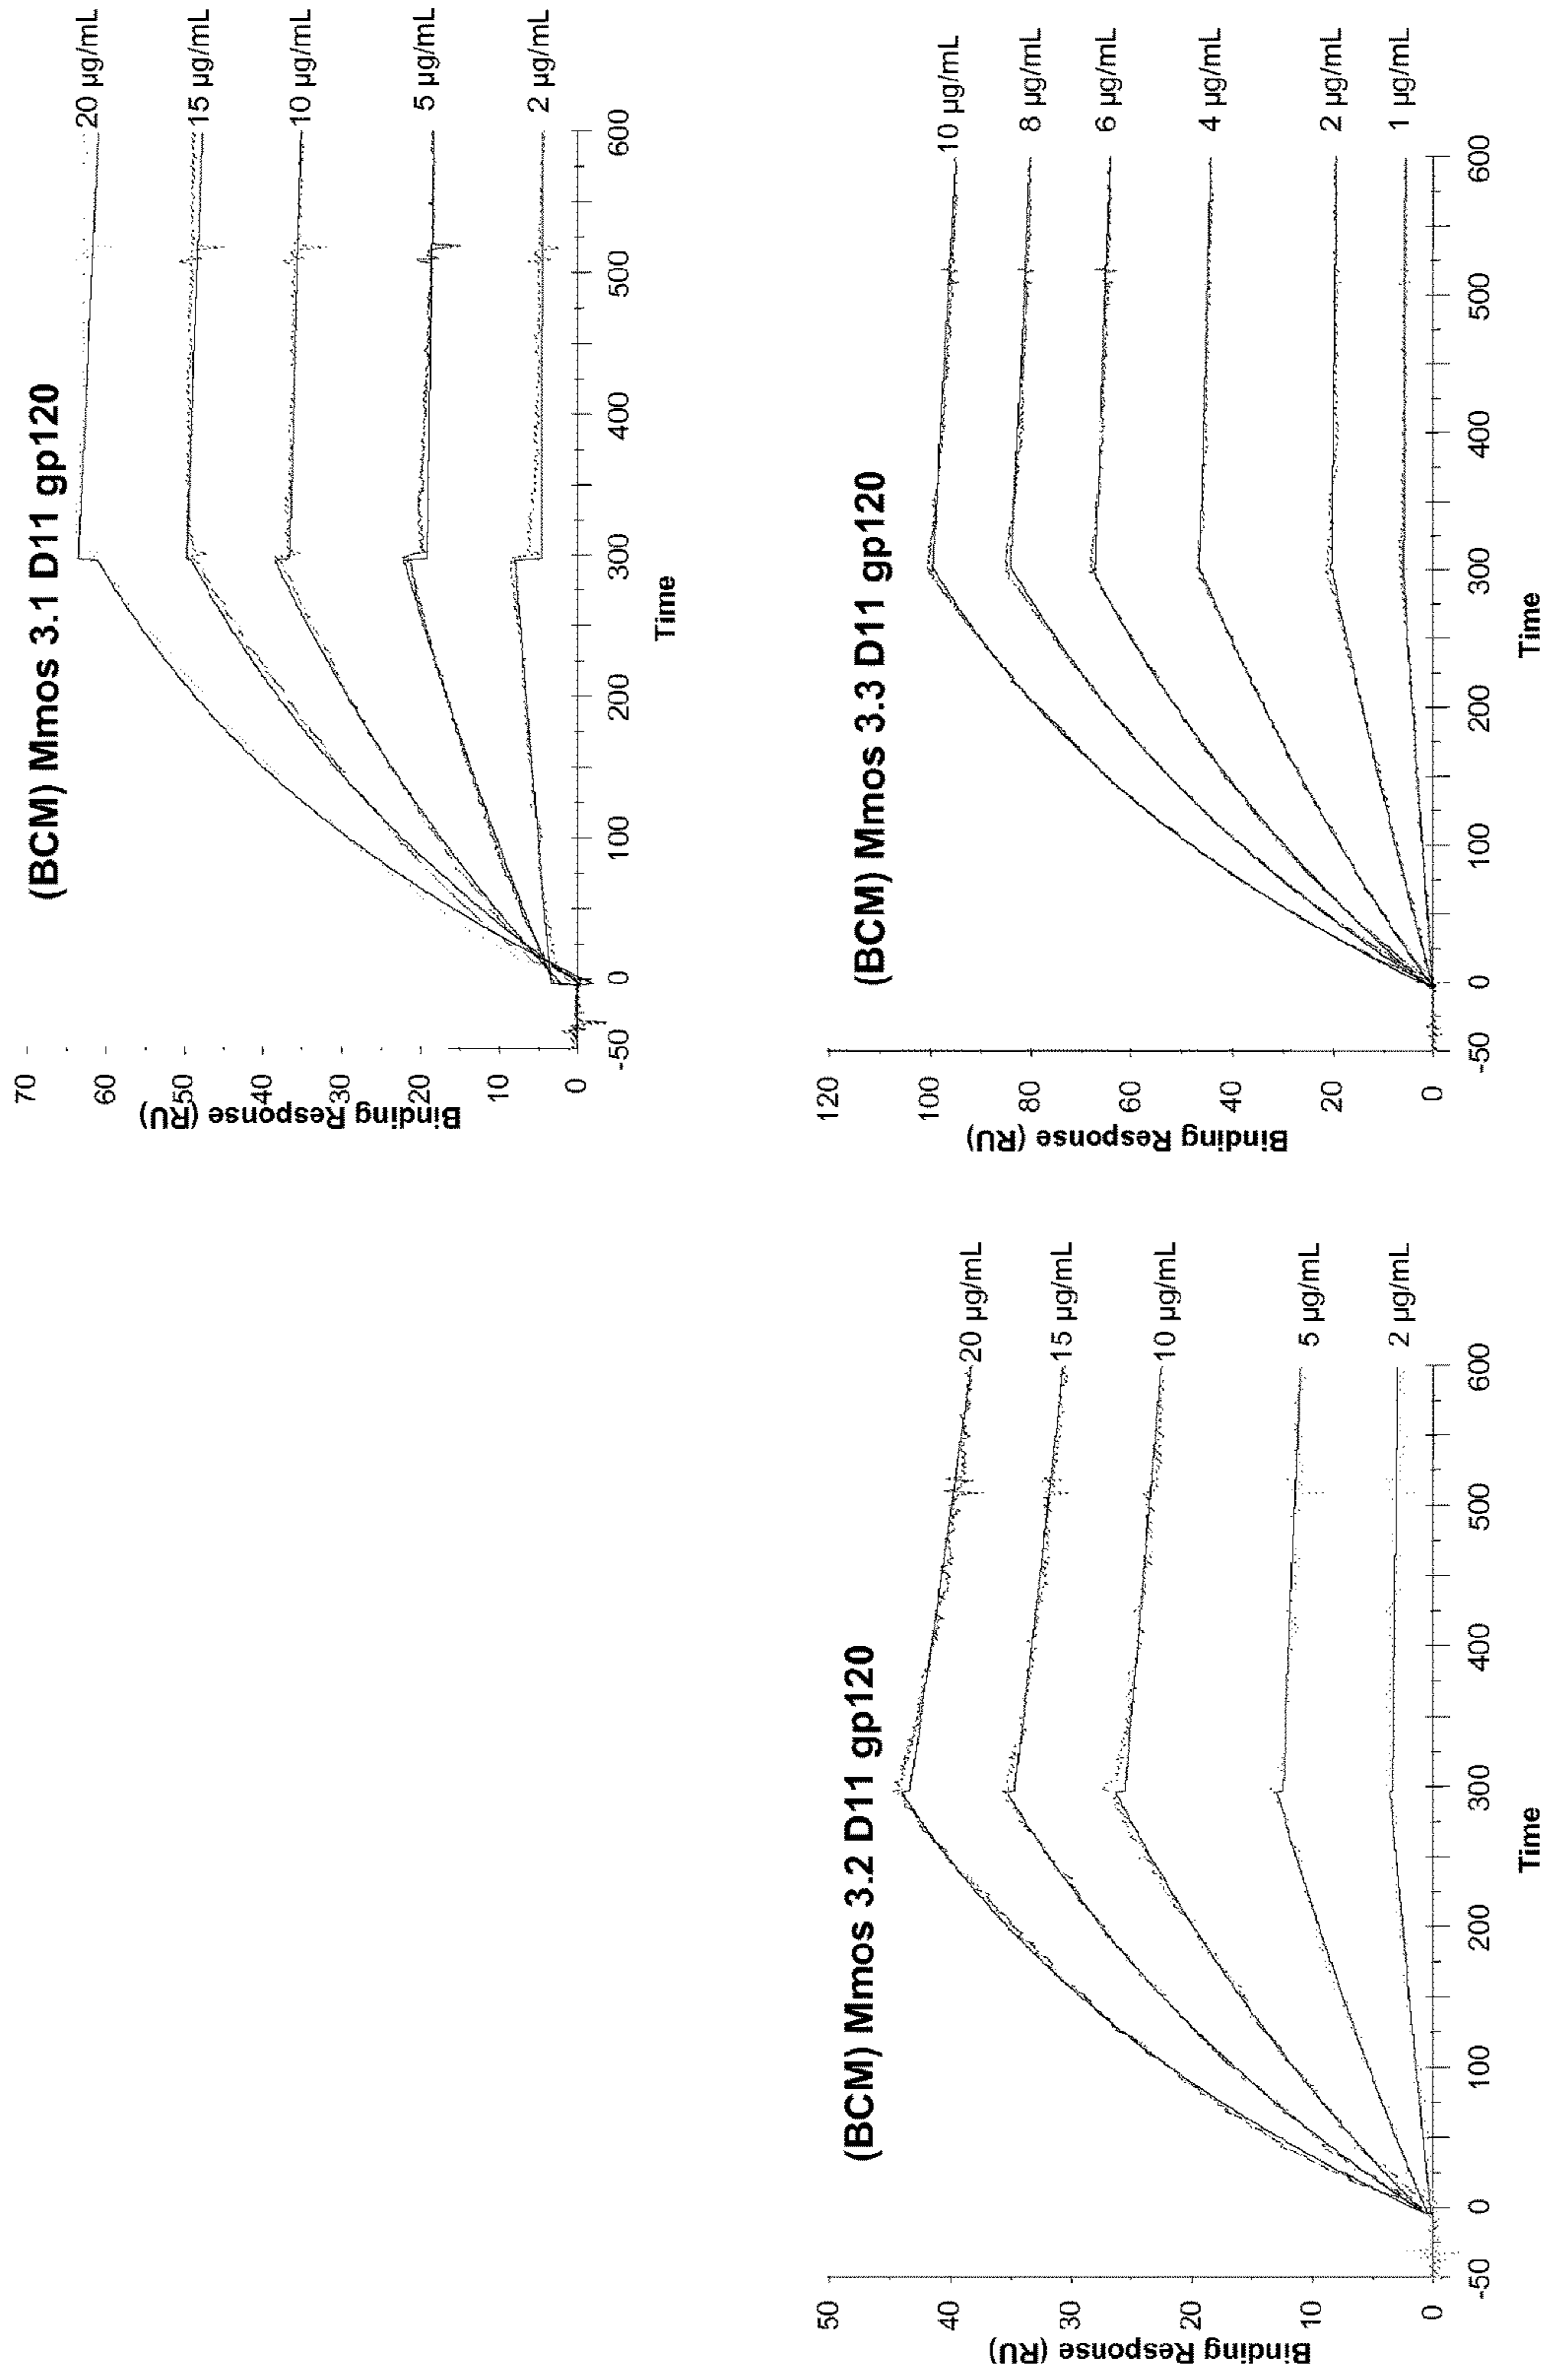 (BCM) Mmos 3.1 D11 gp120
Binding Response (RU)
70
60
50
40
30
20
10
0
-50
0
100
200
300
400
500
600
Time
20 µg/mL
15 µg/mL
10 µg/mL
5 µg/mL
2 µg/mL
(BCM) Mmos 3.2 D11 gp120
Binding Response (RU)
50
40
30
20
10
0
-50
0
100
200
300
400
500
600
Time
20 µg/mL
15 µg/mL
10 µg/mL
5 µg/mL
2 µg/mL
(BCM) Mmos 3.3 D11 gp120
Binding Response (RU)
120
100
80
60
40
20
0
-50
0
100
200
300
400
500
600
Time
10 µg/mL
8 µg/mL
6 µg/mL
4 µg/mL
2 µg/mL
1 µg/mL